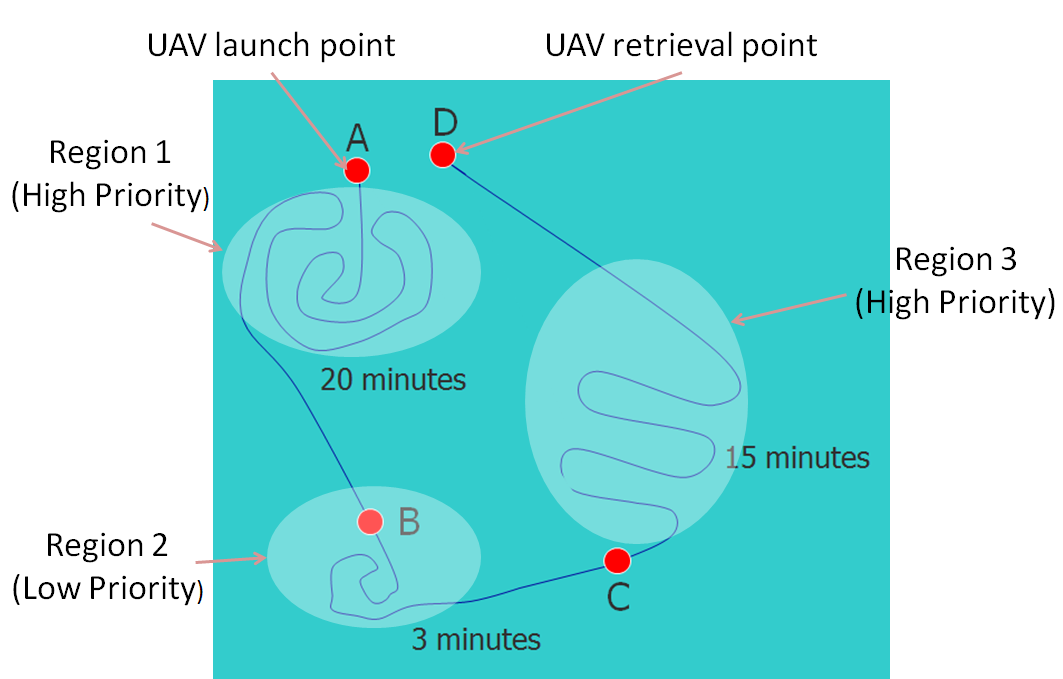 UAV launch point
UAV retrieval point
A
D
Region 1
(High Priority)
Region 3
(High Priority)
20 minutes
15 minutes
B
Region 2
(Low Priority)
C
3 minutes